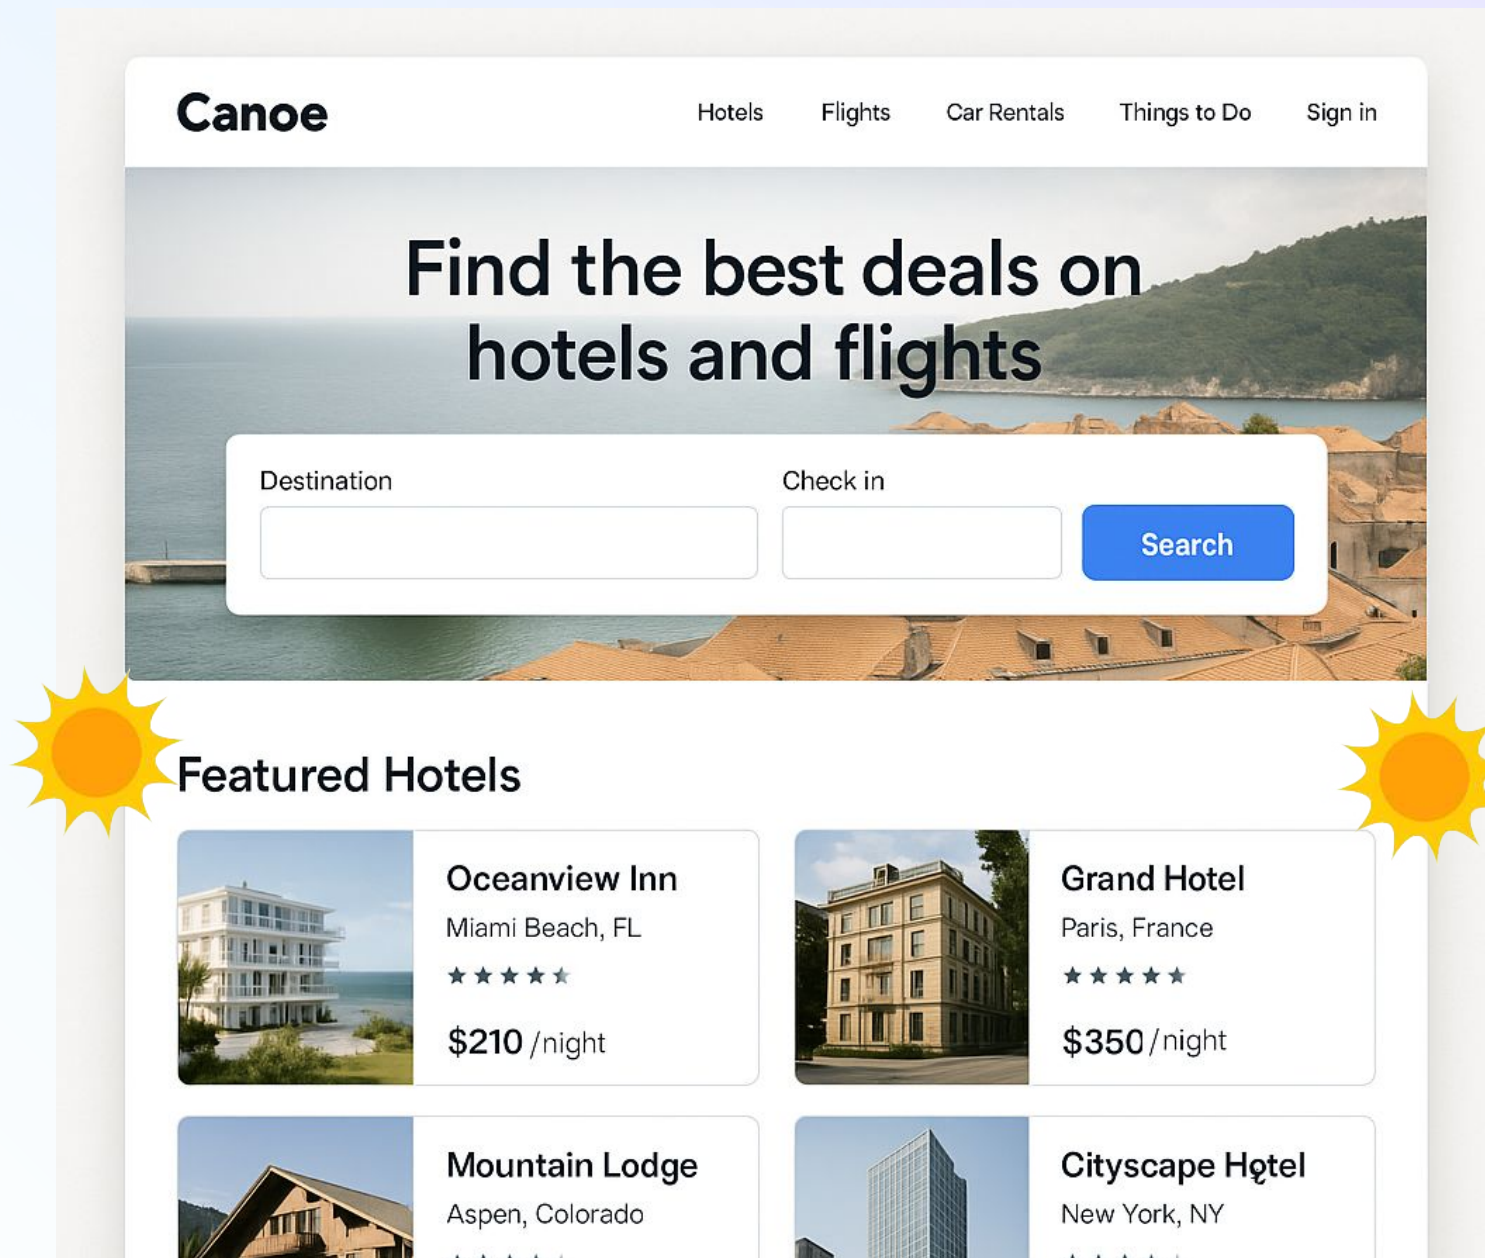 Canoe
Hotels
Flights
Car Rentals
Things to Do
Sign in
Find the best deals on
hotels and flights
Destination
Check in
Search
Featured Hotels
Oceanview Inn
Miami Beach, FL
$210 /night
Grand Hotel
Paris, France
$350 /night
Mountain Lodge
Aspen, Colorado
Cityscape Hotel
New York, NY